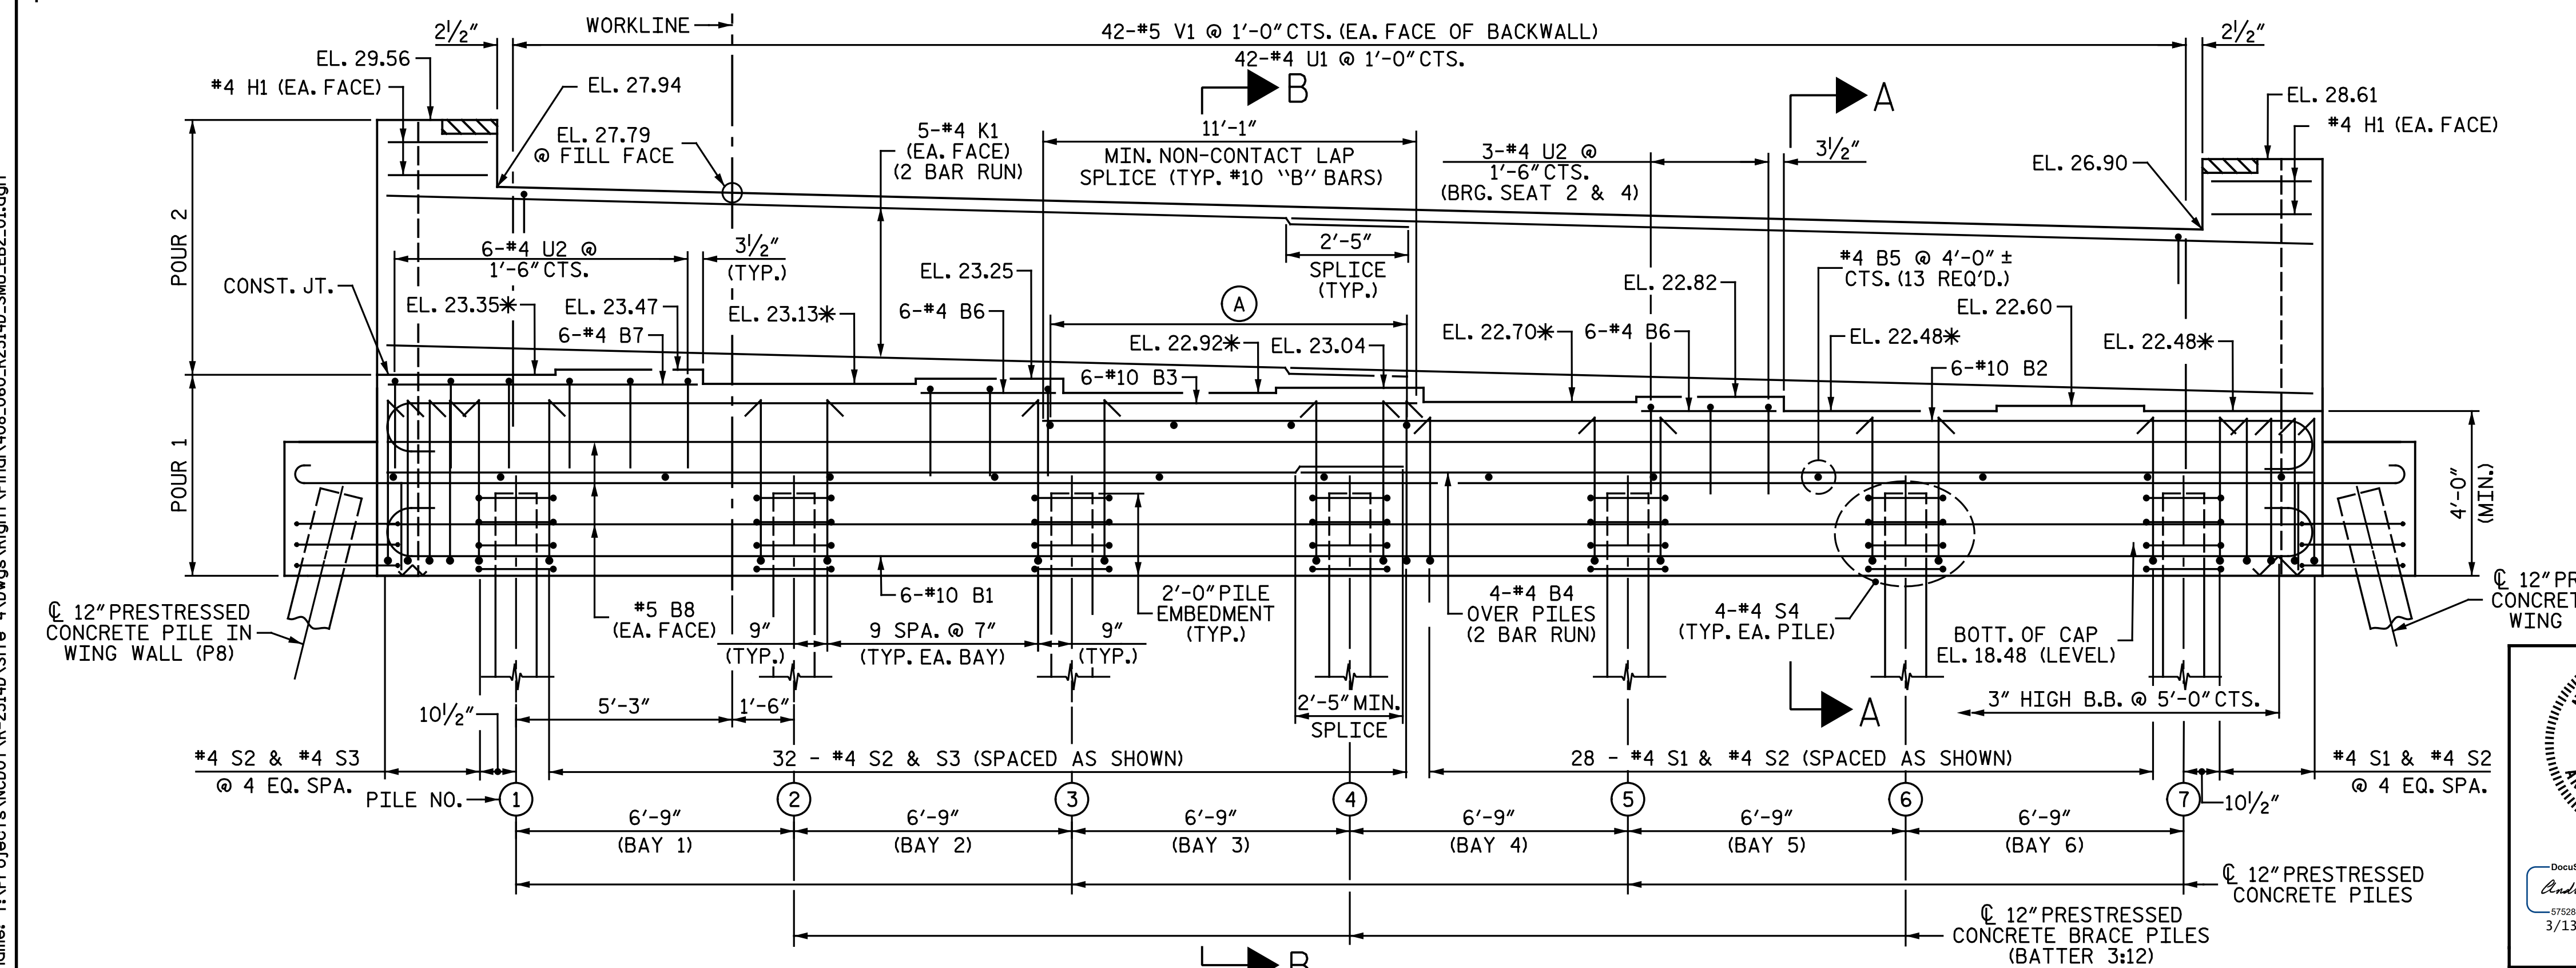 WORKLINE
42-#5 V1 @ 1'-0" CTS. (EA. FACE OF BACKWALL)
42-#4 U1 @ 1'-0" CTS.
2½"
2½"
EL. 29.56
#4 H1 (EA. FACE)
EL. 27.94
EL. 27.79
@ FILL FACE
B
A
5-#4 K1
(EA. FACE)
(2 BAR RUN)
11'-1"
MIN. NON-CONTACT LAP
SPLICE (TYP. #10 "B" BARS)
3-#4 U2 @
1'-6" CTS.
(BRG. SEAT 2 & 4)
3½"
EL. 28.61
#4 H1 (EA. FACE)
EL. 26.90
POUR 2
6-#4 U2 @
1'-6" CTS.
3½"
(TYP.)
2'-5"
SPLICE
(TYP.)
#4 B5 @ 4'-0" ±
CTS. (13 REQ'D.)
CONST. JT.
EL. 23.35*
EL. 23.47
6-#4 B7
EL. 23.13*
EL. 23.25
6-#4 B6
A
EL. 22.92*
EL. 23.04
6-#10 B3
EL. 22.70*
6-#4 B6
EL. 22.82
EL. 22.48*
EL. 22.60
6-#10 B2
EL. 22.48*
POUR 1
4'-0"
(MIN.)
℄ 12" PRESTRESSED
CONCRETE PILE IN
WING WALL (P8)
#5 B8
(EA. FACE)
6-#10 B1
9"
(TYP.)
9 SPA. @ 7"
(TYP. EA. BAY)
9"
(TYP.)
2'-0" PILE
EMBEDMENT
(TYP.)
4-#4 B4
OVER PILES
(2 BAR RUN)
4-#4 S4
(TYP. EA. PILE)
BOTT. OF CAP
EL. 18.48 (LEVEL)
℄ 12" PR
CONCRET
WING
10½"
5'-3"
1'-6"
2'-5" MIN.
SPLICE
A
3" HIGH B.B. @ 5'-0" CTS.
#4 S2 & #4 S3
@ 4 EQ. SPA.
32 - #4 S2 & S3 (SPACED AS SHOWN)
28 - #4 S1 & #4 S2 (SPACED AS SHOWN)
#4 S1 & #4 S2
@ 4 EQ. SPA.
PILE NO.
1
2
3
4
5
6
7
10½"
6'-9"
6'-9"
6'-9"
6'-9"
6'-9"
6'-9"
(BAY 1)
(BAY 2)
(BAY 3)
(BAY 4)
(BAY 5)
(BAY 6)
℄ 12" PRESTRESSED
CONCRETE PILES
℄ 12" PRESTRESSED
CONCRETE BRACE PILES
(BATTER 3:12)
B
DocuS
57528
3/13